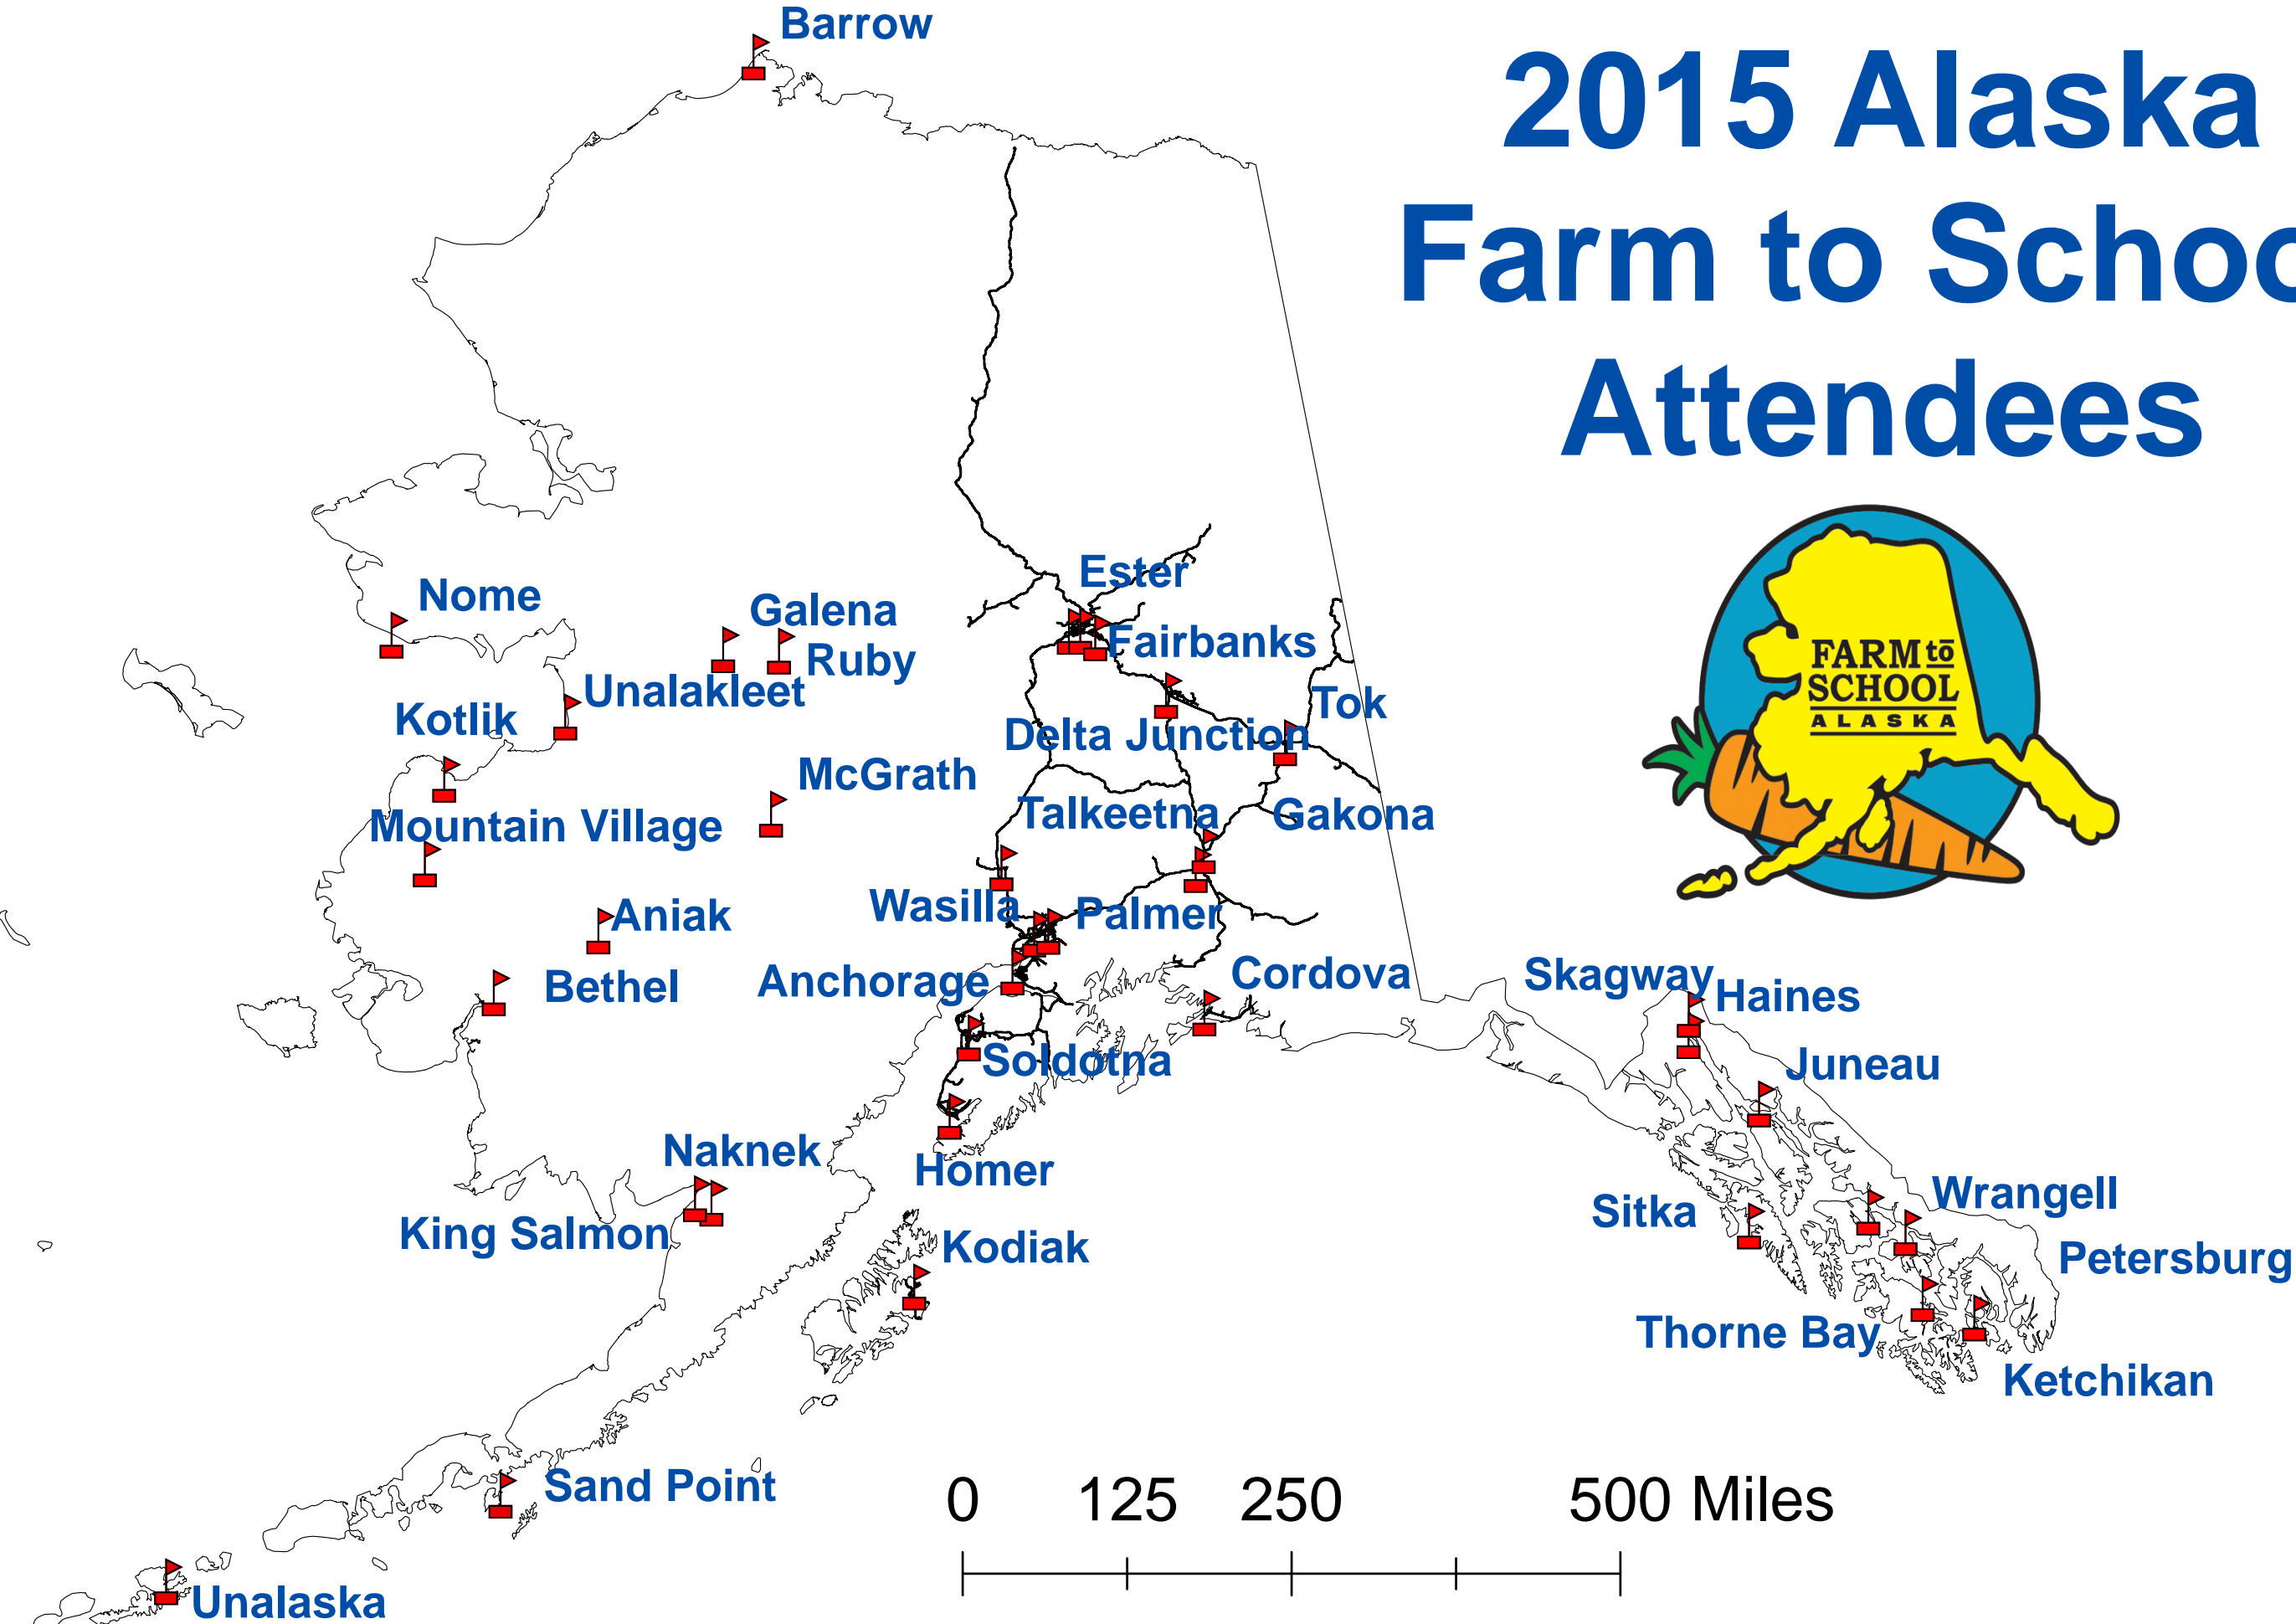 Barrow
2015 Alaska
Farm to Schoo
Attendees
Ester
Nome
Galena
Fairbanks
Ruby
Unalakleet
Tok
Kotlik
Delta Junction
McGrath
Talkeetna
Gakona
Mountain Village
Wasilla
Palmer
Aniak
Anchorage
Cordova
Skagway
Haines
Bethel
Soldotna
Juneau
Naknek
Homer
Wrangell
Sitka
King Salmon
Kodiak
Petersburg
Thorne Bay
Ketchikan
Sand Point
Unalaska
FARM to
SCHOOL
ALASKA
0 125 250 500 Miles